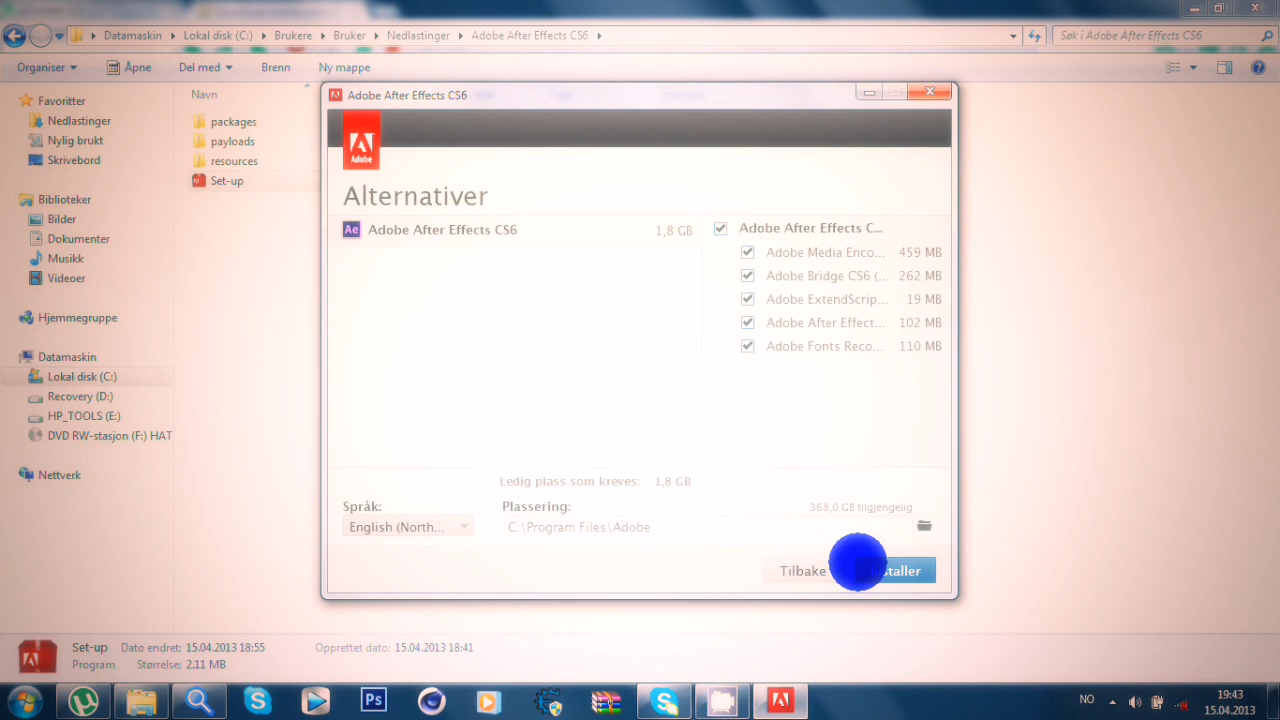 Datamaskin Lokal disk (C:) Brukere Bruker Nedlastinger Adobe After Effects CS6
Søk i Adobe After Effects CS6
Organiser Åpne Del med Brenn Ny mappe
Favoritter
Nedlastinger
Nylig brukt
Skrivebord
Biblioteker
Bilder
Dokumenter
Musikk
Videoer
Hjemmegruppe
Datamaskin
Lokal disk (C:)
Recovery (D:)
HP_TOOLS (E:)
DVD RW-stasjon (F:) HAT
Nettverk
Navn
packages
payloads
resources
Set-up
Adobe After Effects CS6
Adobe
Alternativer
Ae Adobe After Effects CS6 1,8 GB
Adobe After Effects C...
Adobe Media Enco... 459 MB
Adobe Bridge CS6 (... 262 MB
Adobe ExtendScrip... 19 MB
Adobe After Effect... 102 MB
Adobe Fonts Reco... 110 MB
Ledig plass som kreves: 1,8 GB
Språk: Plassering: 368,0 GB tilgjengelig
English (North... C:\Program Files\Adobe
Tilbake staller
Set-up Dato endret: 15.04.2013 18:55 Opprettet dato: 15.04.2013 18:41
Program Størrelse: 2.11 MB
Ps
NO
19:43
15.04.2013